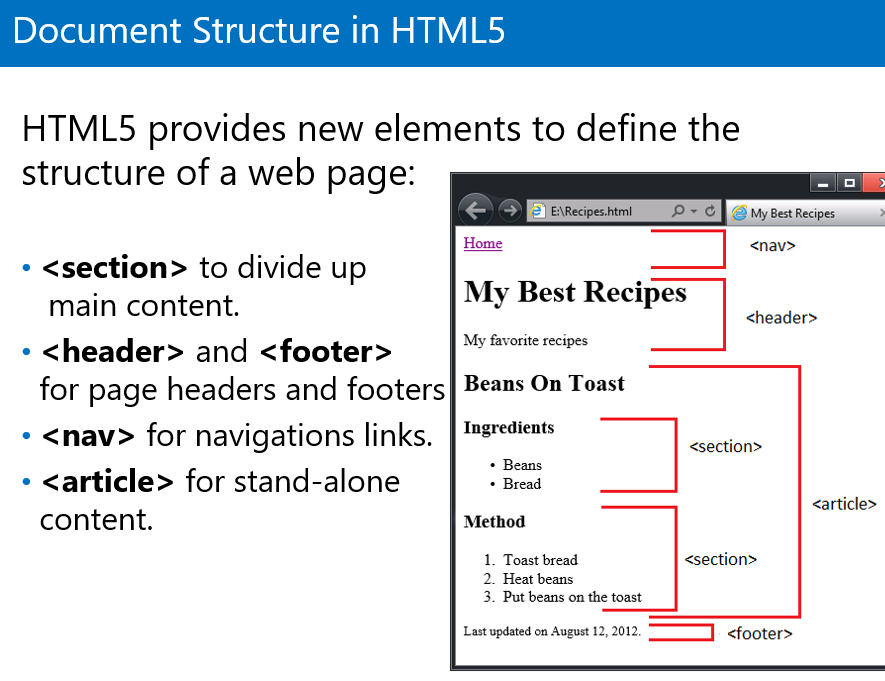 Document Structure in HTML5
HTML5 provides new elements to define the
structure of a web page:
• <section> to divide up
main content.
• <header> and <footer>
for page headers and footers
• <nav> for navigations links.
• <article> for stand-alone
content.
E:\Recipes.html
My Best Recipes
Home
<nav>
My Best Recipes
<header>
My favorite recipes
Beans On Toast
Ingredients
<section>
• Beans
• Bread
<article>
Method
1. Toast bread
<section>
2. Heat beans
3. Put beans on the toast
Last updated on August 12, 2012.
<footer>